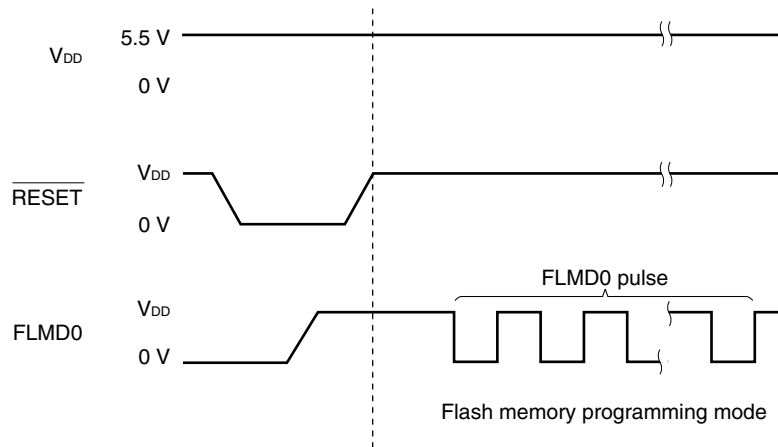 5.5 V
VDD
0 V
VDD
RESET
0 V
FLMD0 pulse
VDD
FLMD0
0 V
Flash memory programming mode